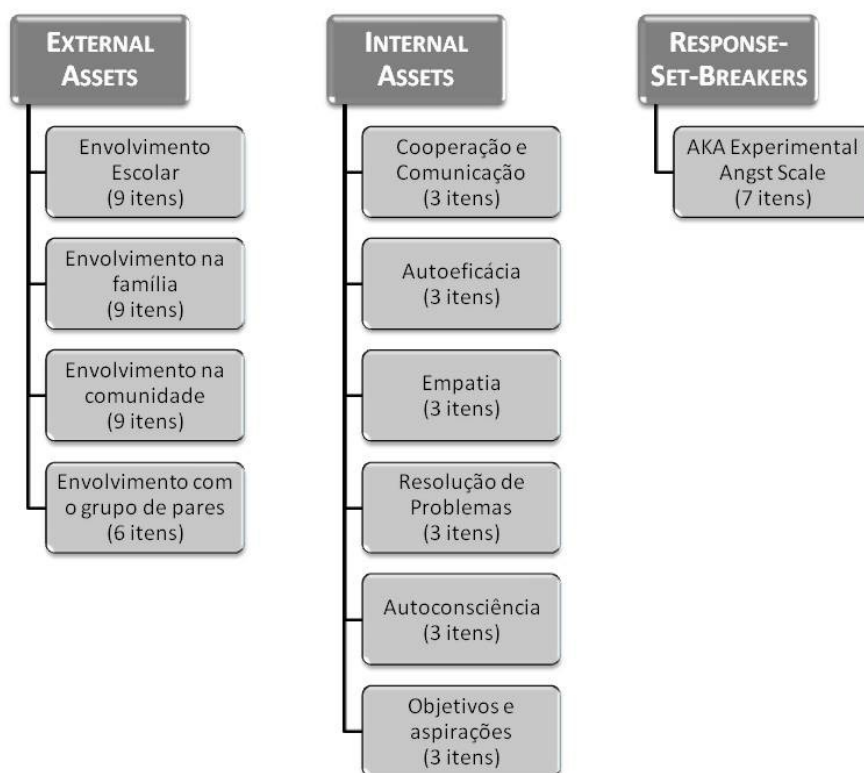 EXTERNAL
ASSETS
Envolvimento
Escolar
(9 itens)
Envolvimento na
família
(9 itens)
Envolvimento na
comunidade
(9 itens)
Envolvimento com
o grupo de pares
(6 itens)
INTERNAL
ASSETS
Cooperação e
Comunicação
(3 itens)
Autoeficácia
(3 itens)
Empatia
(3 itens)
Resolução de
Problemas
(3 itens)
Autoconsciência
(3 itens)
Objetivos e
aspirações
(3 itens)
RESPONSE-
SET-BREAKERS
AKA Experimental
Angst Scale
(7 itens)